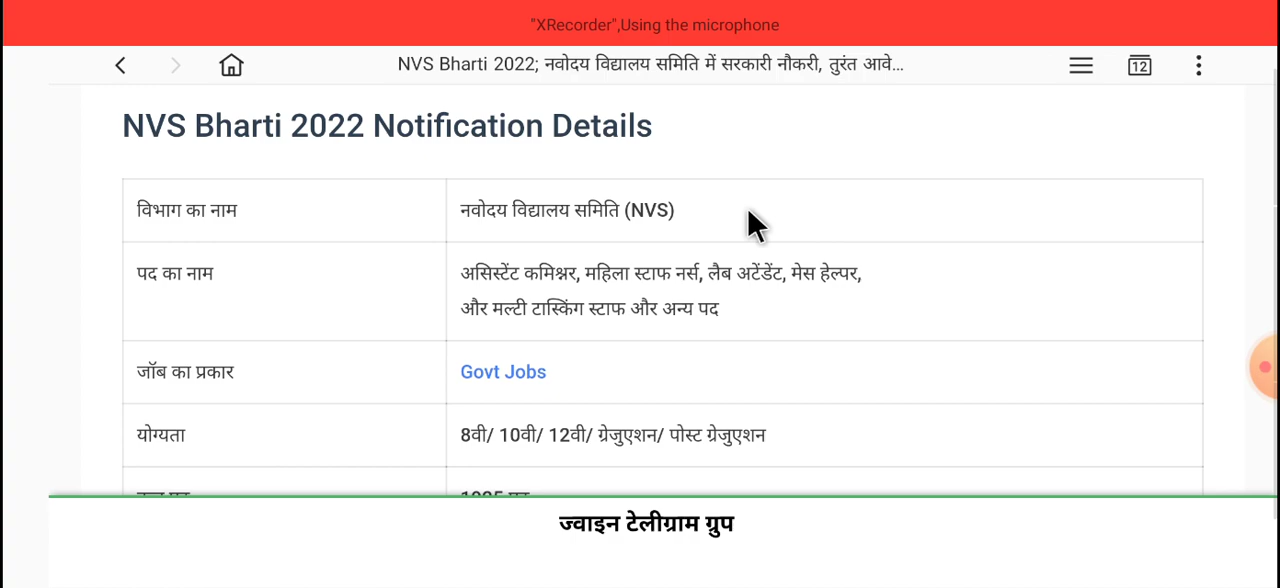 "XRecorder",Using the microphone
NVS Bharti 2022; नवोदय विद्यालय समिति में सरकारी नौकरी, तुरंत आवे...
12
NVS Bharti 2022 Notification Details
विभाग का नाम
नवोदय विद्यालय समिति (NVS)
पद का नाम
असिस्टेंट कमिश्नर, महिला स्टाफ नर्स, लैब अटेंडेंट, मेस हेल्पर,
और मल्टी टास्किंग स्टाफ और अन्य पद
जॉब का प्रकार
Govt Jobs
योग्यता
8वी/ 10वी/ 12वी/ ग्रेजुएशन/ पोस्ट ग्रेजुएशन
ज्वाइन टेलीग्राम ग्रुप